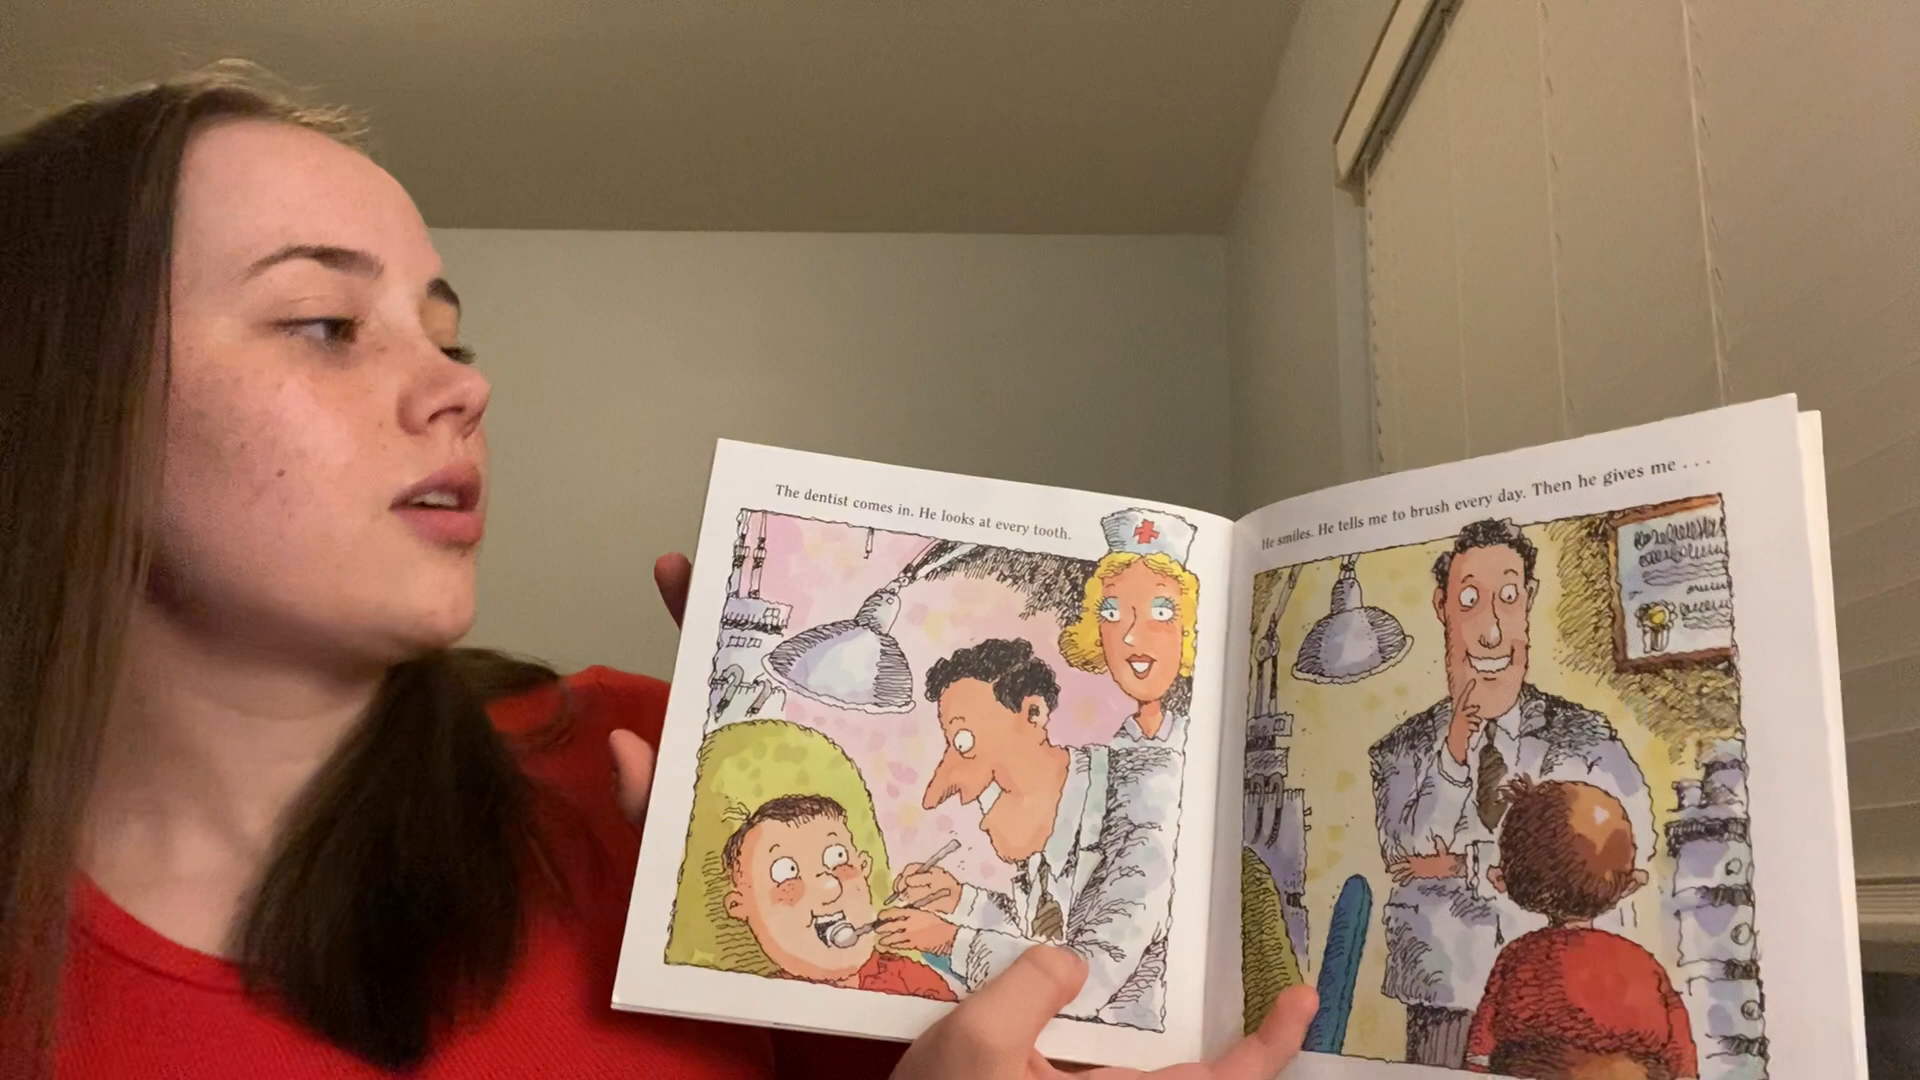 The dentist comes in. He looks at every tooth.
He smiles. He tells me to brush every day. Then he gives me . . .